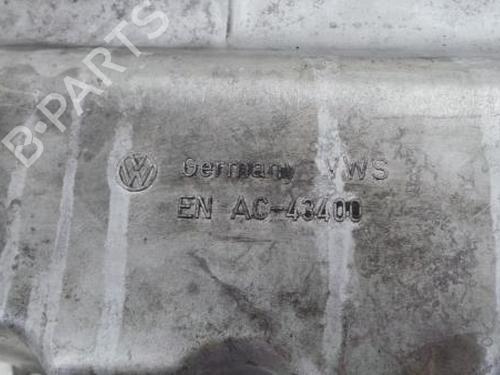 B-PARTS
Germany VWS
EN AC-43400